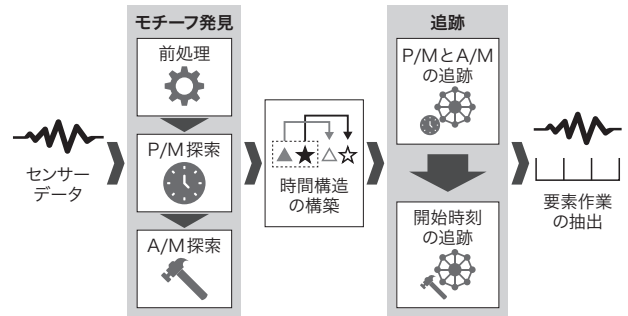 モチーフ発見
前処理
P/M探索
A/M探索
センサー
データ
時間構造
の構築
追跡
P/MとA/M
の追跡
開始時刻
の追跡
要素作業
の抽出